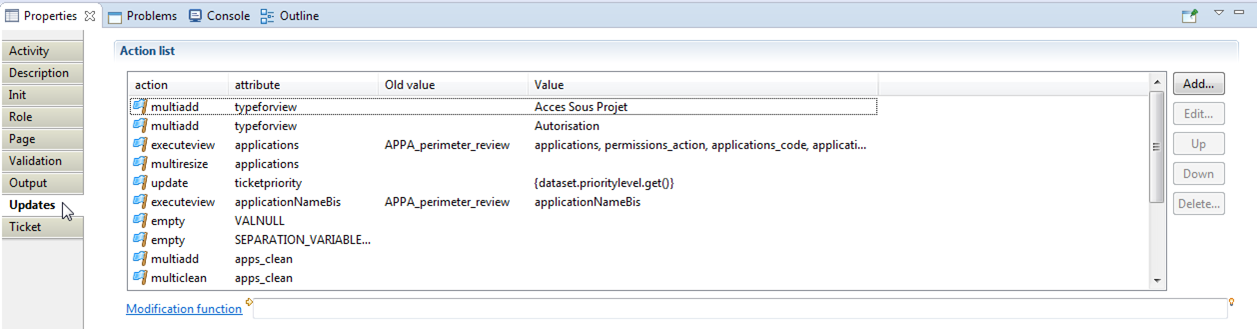 Properties Problems Console Outline
Activity
Description
Init
Role
Page
Validation
Output
Updates
Ticket
Action list
action attribute Old value Value
multiadd typeforview Acces Sous Projet
multiadd typeforview Autorisation
executeview applications APPA_perimeter_review applications, permissions_action, applications_code, applicati...
multiresize applications
update ticketpriority {dataset.prioritylevel.get()}
executeview applicationNameBis APPA_perimeter_review applicationNameBis
empty VALNULL
empty SEPARATION_VARIABLE...
multiadd apps_clean
multiclean apps_clean
Add...
Edit...
Up
Down
Delete...
Modification function